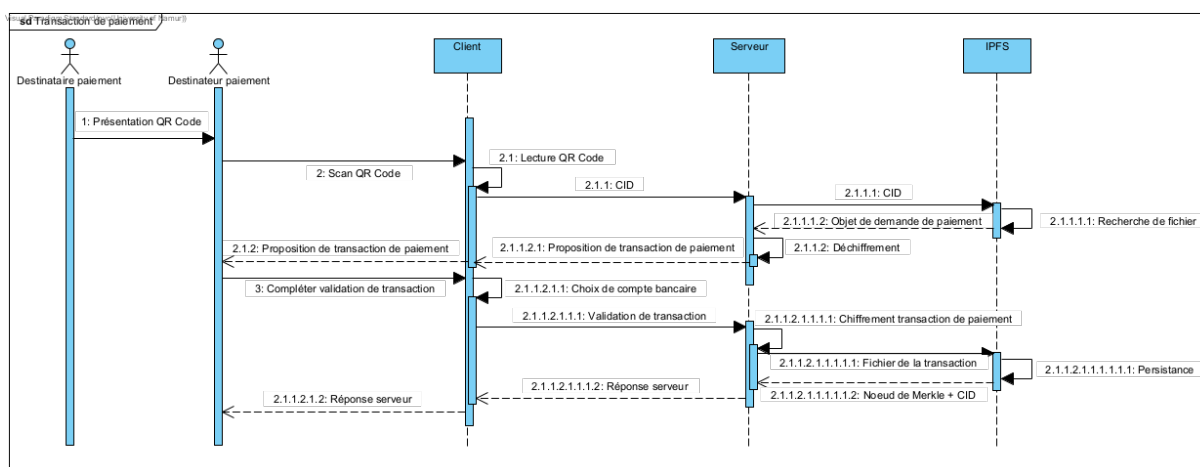 Visual Paradigm Standard(University of Namur)
sd Transaction de paiement
Client
Serveur
IPFS
Destinataire paiement
Destinateur paiement
1: Présentation QR Code
2.1: Lecture QR Code
2: Scan QR Code
2.1.1: CID
2.1.1.1: CID
2.1.1.1.2: Objet de demande de paiement
2.1.1.1.1: Recherche de fichier
2.1.2: Proposition de transaction de paiement
2.1.1.2.1: Proposition de transaction de paiement
2.1.1.2: Déchiffrement
3: Compléter validation de transaction
2.1.1.2.1.1: Choix de compte bancaire
2.1.1.2.1.1.1: Validation de transaction
2.1.1.2.1.1.1.1: Chiffrement transaction de paiement
2.1.1.2.1.1.1.1.1: Fichier de la transaction
2.1.1.2.1.1.1.1.1.1: Persistance
2.1.1.2.1.1.1.2: Réponse serveur
2.1.1.2.1.1.1.1.1.2: Noeud de Merkle + CID
2.1.1.2.1.2: Réponse serveur